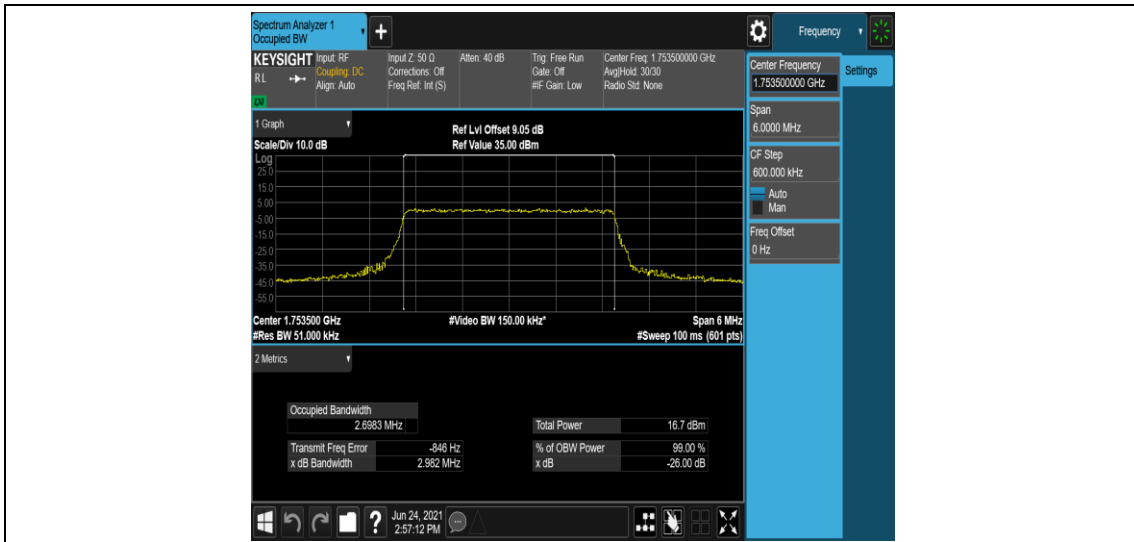 Spectrum Analyzer 1
Occupied BW
+
Frequency
KEYSIGHT
RL
LXI
Input: RF
Coupling: DC
Align: Auto
Input Z: 50 Ω
Corrections: Off
Freq Ref: Int (S)
Atten: 40 dB
Trig: Free Run
Gate: Off
#IF Gain: Low
Center Freq: 1.753500000 GHz
Avg|Hold: 30/30
Radio Std: None
Center Frequency
1.753500000 GHz
Settings
Span
6.0000 MHz
CF Step
600.000 kHz
Auto
Man
Freq Offset
0 Hz
1 Graph
Scale/Div 10.0 dB
Ref Lvl Offset 9.05 dB
Ref Value 35.00 dBm
Log
25.0
15.0
5.00
-5.00
-15.0
-25.0
-35.0
-45.0
-55.0
Center 1.753500 GHz
#Video BW 150.00 kHz*
Span 6 MHz
#Res BW 51.000 kHz
#Sweep 100 ms (601 pts)
2 Metrics
Occupied Bandwidth
2.6983 MHz
Total Power 16.7 dBm
Transmit Freq Error -846 Hz
% of OBW Power 99.00 %
x dB Bandwidth 2.982 MHz
x dB -26.00 dB
?
Jun 24, 2021
2:57:12 PM